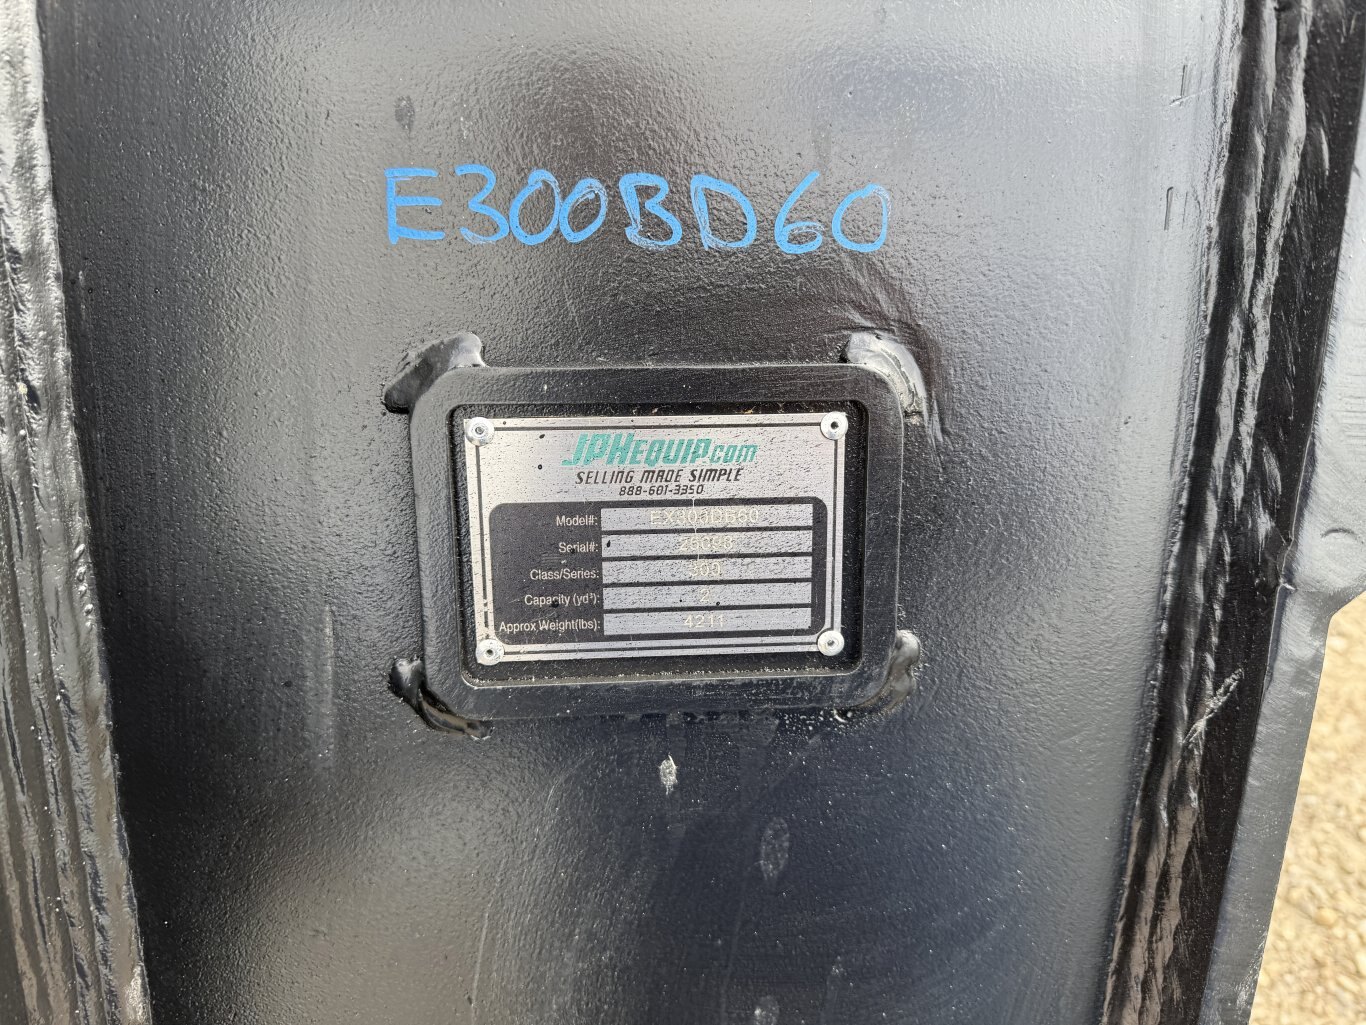 E300BD60
JPHEQUIP.COM
SELLING MADE SIMPLE
888-601-3350
Model#:
Serial#:
Class/Series: 300
Capacity (yd³): 2
Approx Weight(lbs): 4211